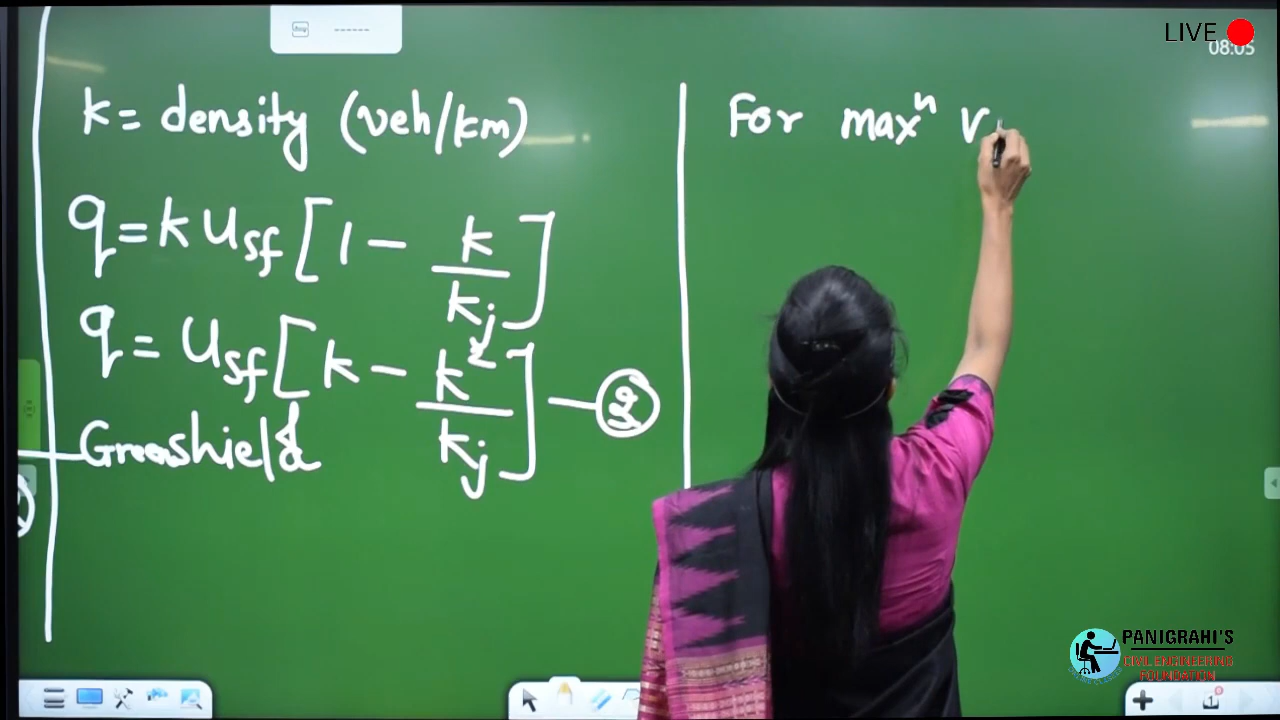 LIVE
08:05
k = density (veh/km)
q = k Usf [1 - k/kj]
q = Usf [k - k²/kj] — 2
Greenshield
For maxⁿ v
PANIGRAHI'S
CIVIL ENGINEERING
FOUNDATION